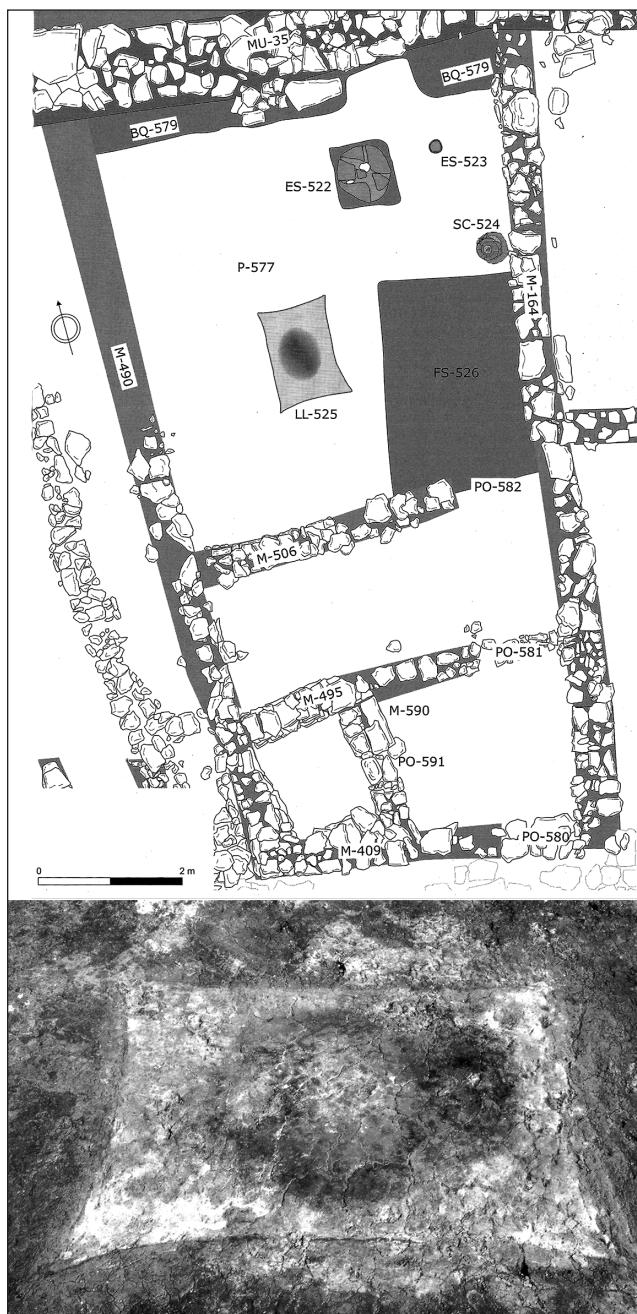 MU-35
BQ-579
BQ-579
ES-523
ES-522
SC-524
P-577
M-164
M-490
FS-526
LL-525
PO-582
M-506
PO-581
M-495
M-590
PO-591
PO-580
M-409
0 2 m